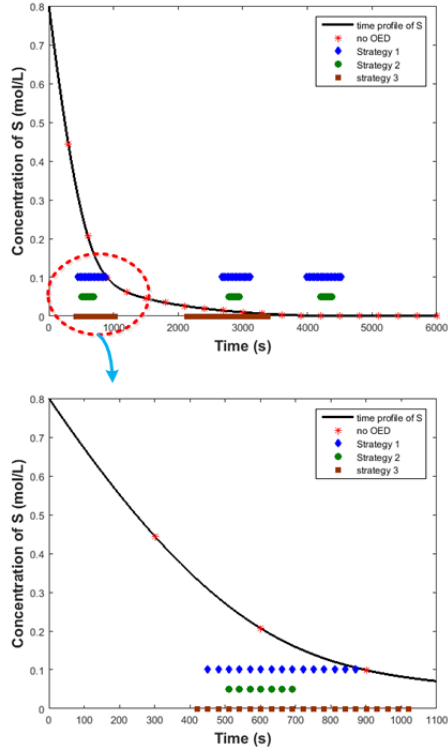 0.8
0.7
0.6
0.5
0.4
0.3
0.2
0.1
0
0 1000 2000 3000 4000 5000 6000
Concentration of S (mol/L)
Time (s)
time profile of S
no OED
Strategy 1
Strategy 2
strategy 3
0.8
0.7
0.6
0.5
0.4
0.3
0.2
0.1
0
0 100 200 300 400 500 600 700 800 900 1000 1100
Concentration of S (mol/L)
Time (s)
time profile of S
no OED
Strategy 1
Strategy 2
strategy 3